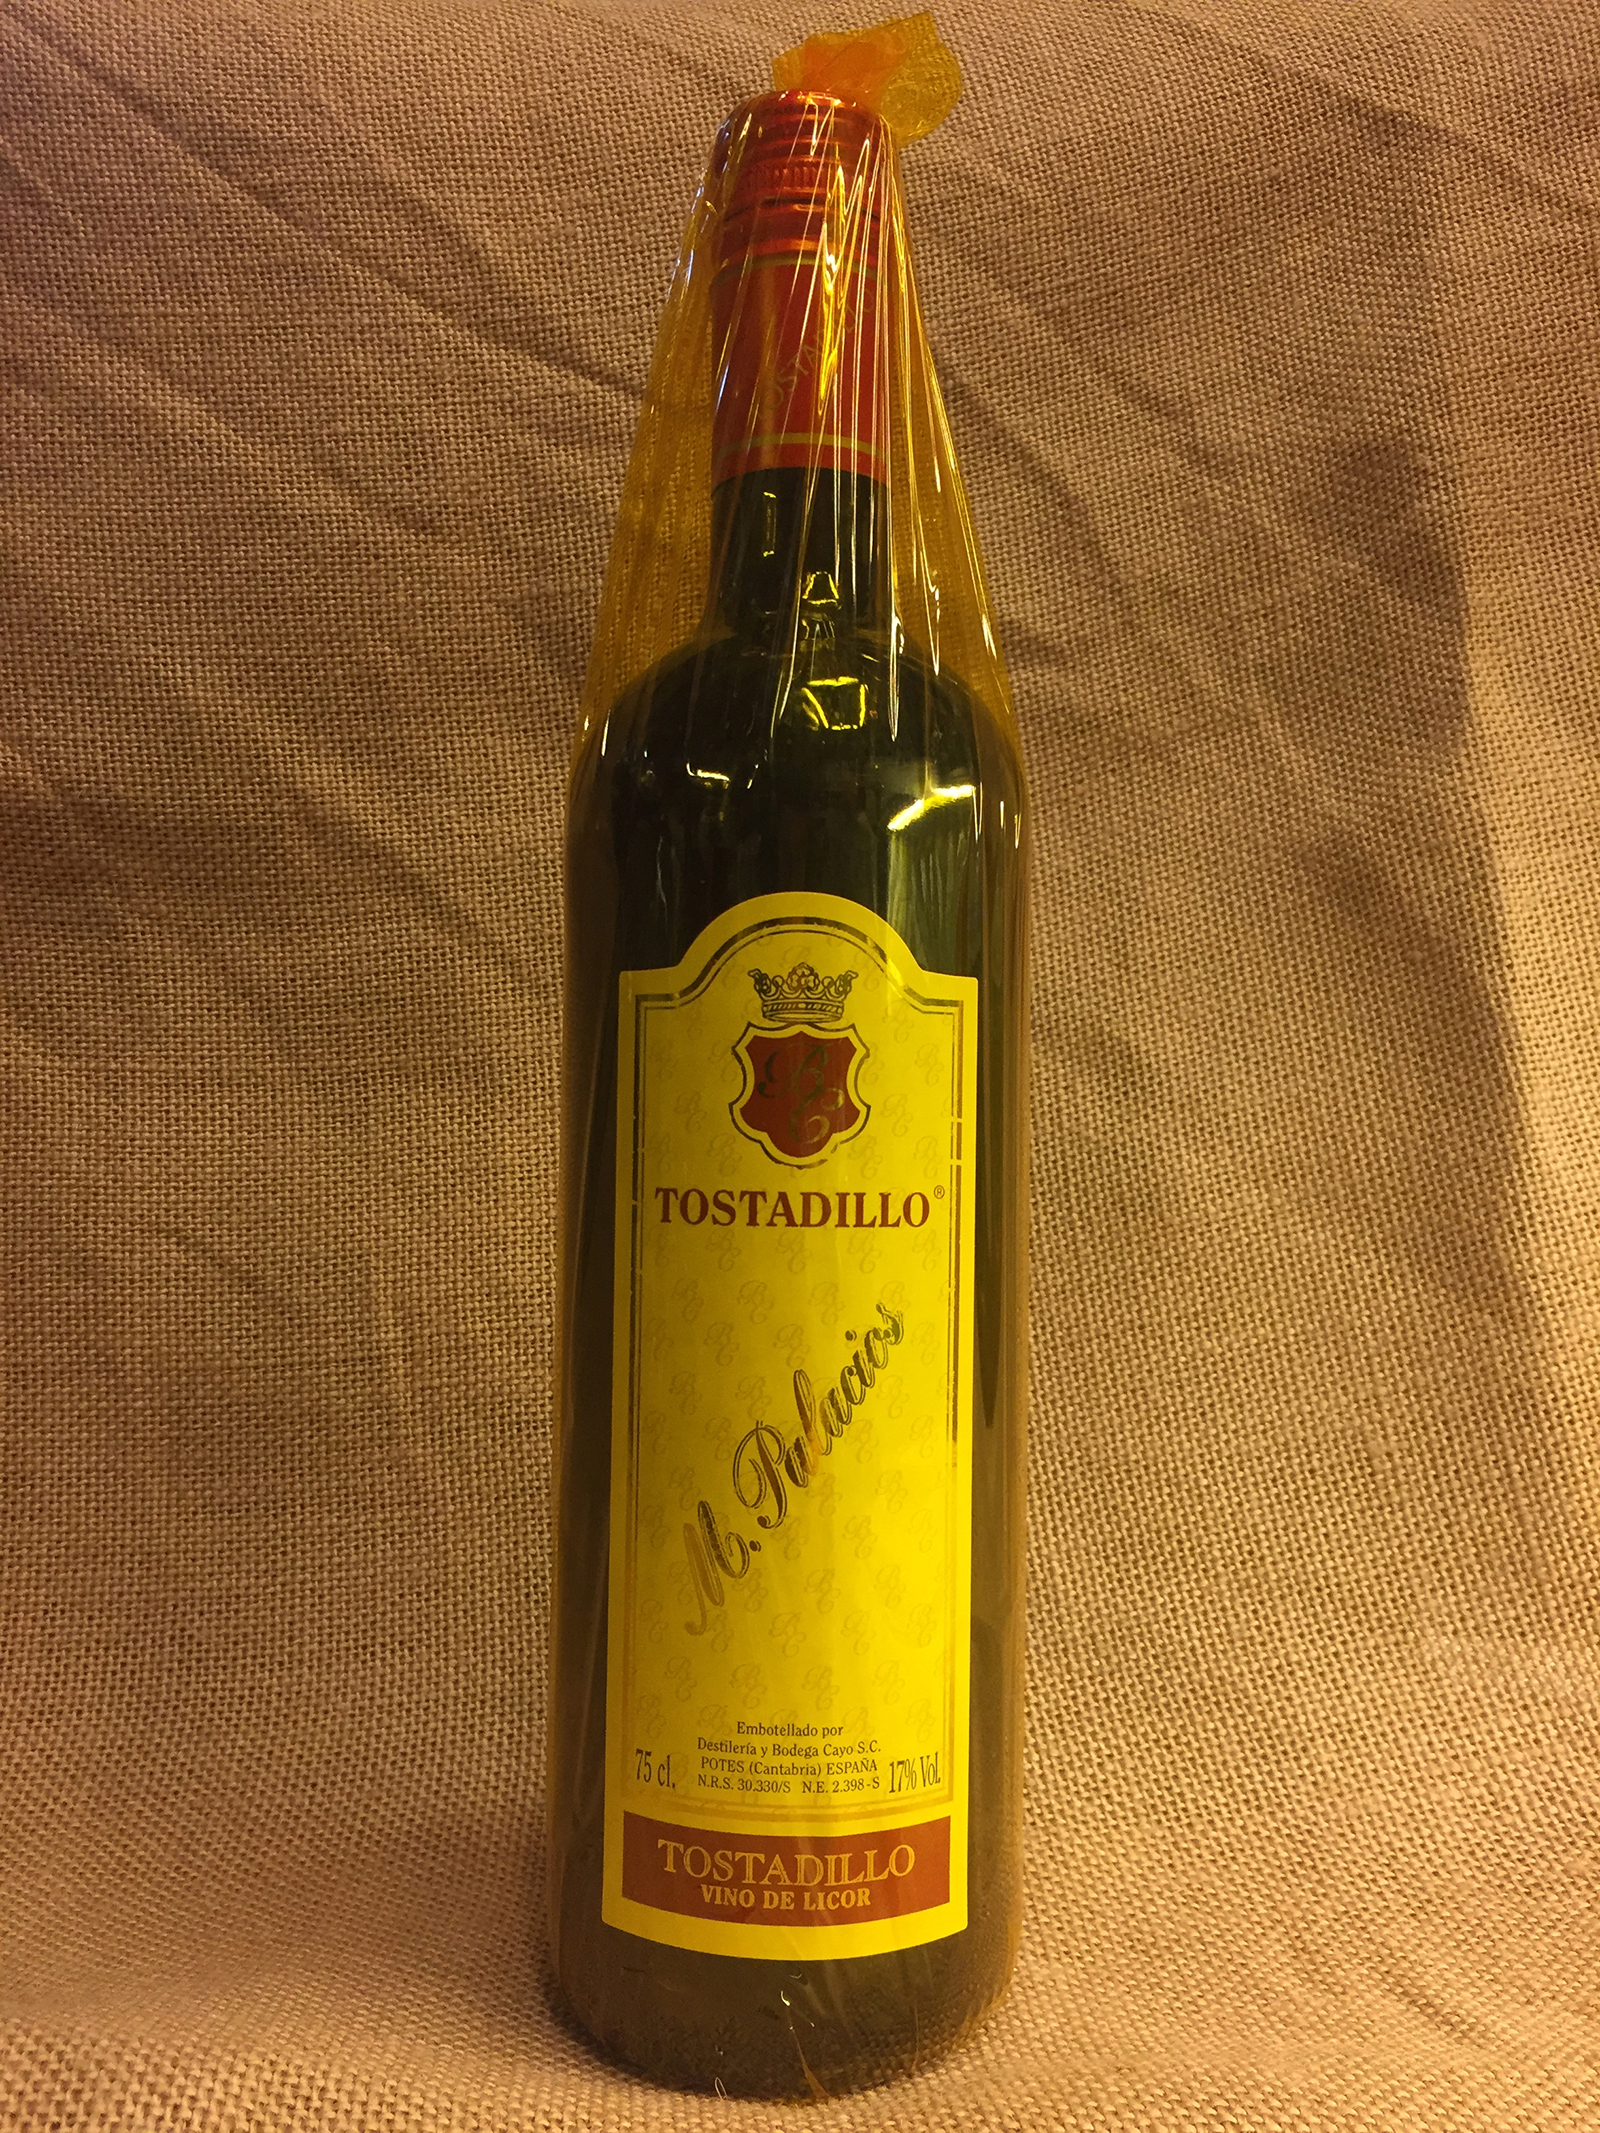 BC
TOSTADILLO®
M. Palacios
Embotellado por
Destilería y Bodega Cayo S.C.
POTES (Cantabria) ESPAÑA
N.R.S. 30.330/S N.E. 2.398-S
75 cl.
17% Vol.
TOSTADILLO
VINO DE LICOR